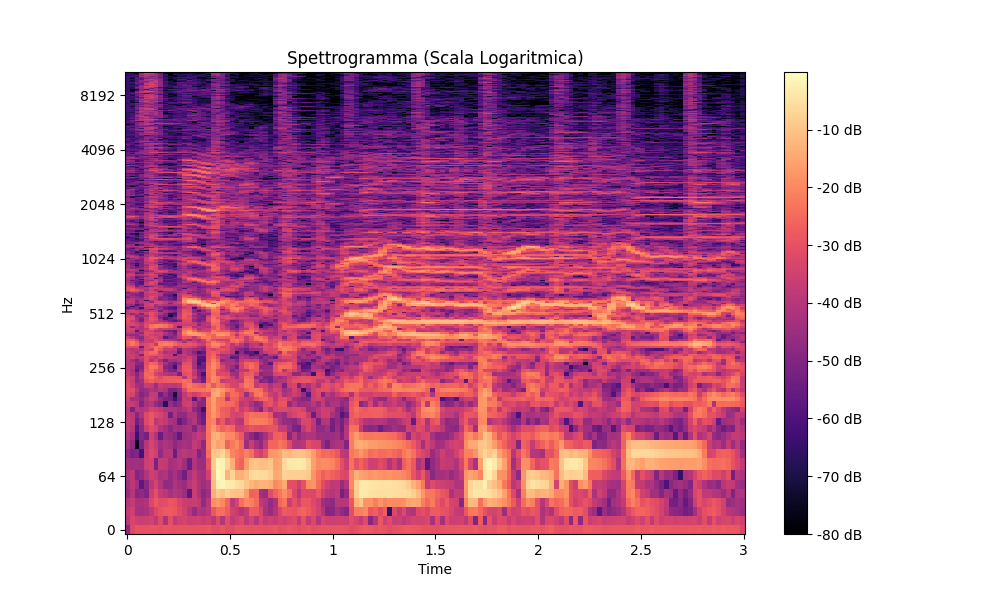 Spettrogramma (Scala Logaritmica)
8192
4096
2048
1024
512
256
128
64
0
Hz
0
0.5
1
1.5
2
2.5
3
Time
-10 dB
-20 dB
-30 dB
-40 dB
-50 dB
-60 dB
-70 dB
-80 dB